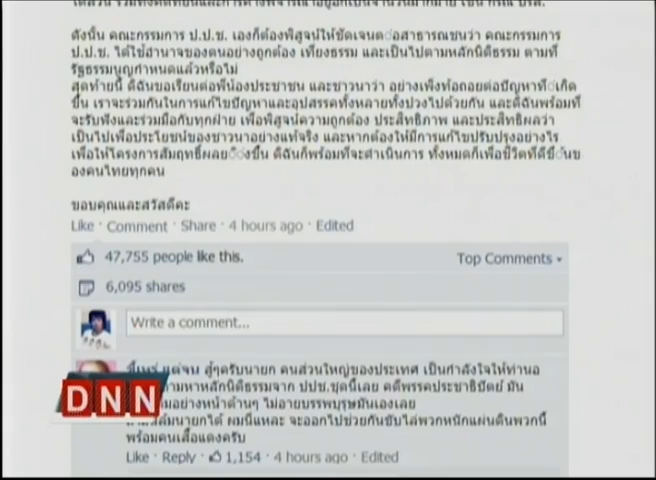 ดังนั้น คณะกรรมการ ป.ป.ช. เองก็ต้องพิสูจน์ให้ชัดเจนต่อสาธารณชนว่า คณะกรรมการ
ป.ป.ช. ได้ใช้อำนาจของตนอย่างถูกต้อง เที่ยงธรรม และเป็นไปตามหลักนิติธรรม ตามที่
รัฐธรรมนูญกำหนดแล้วหรือไม่
สุดท้ายนี้ ดิฉันขอเรียนต่อพี่น้องประชาชน และชาวนาว่า อย่าเพิ่งท้อถอยต่อปัญหาที่เกิด
ขึ้น เราจะร่วมกันในการแก้ไขปัญหาและอุปสรรคทั้งหลายทั้งปวงไปด้วยกัน และดิฉันพร้อมที่
จะรับฟังและร่วมมือกับทุกฝ่าย เพื่อพิสูจน์ความถูกต้อง ประสิทธิภาพ และประสิทธิผลว่า
เป็นไปเพื่อประโยชน์ของชาวนาอย่างแท้จริง และหากต้องให้มีการแก้ไขปรับปรุงอย่างไร
เพื่อให้โครงการสัมฤทธิ์ผลยิ่งขึ้น ดิฉันก็พร้อมที่จะดำเนินการ ทั้งหมดก็เพื่อชีวิตที่ดีขึ้นข
องคนไทยทุกคน
ขอบคุณและสวัสดีค่ะ
Like · Comment · Share · 4 hours ago · Edited
47,755 people like this.
Top Comments
6,095 shares
Write a comment...
สู้ๆครับนายก คนส่วนใหญ่ของประเทศ เป็นกำลังใจให้ท่านอ
มหาหลักนิติธรรมจาก ปปช.ชุดนี้เลย คดีพรรคประชาธิปัตย์ มัน
อย่างหน้าด้านๆ ไม่อายบรรพบุรุษมันเองเลย
นายกได้ ผมนี่แหละ จะออกไปช่วยกันขับไล่พวกหนักแผ่นดินพวกนี้
พร้อมคนเสื้อแดงครับ
Like · Reply · 1,154 · 4 hours ago · Edited
DNN